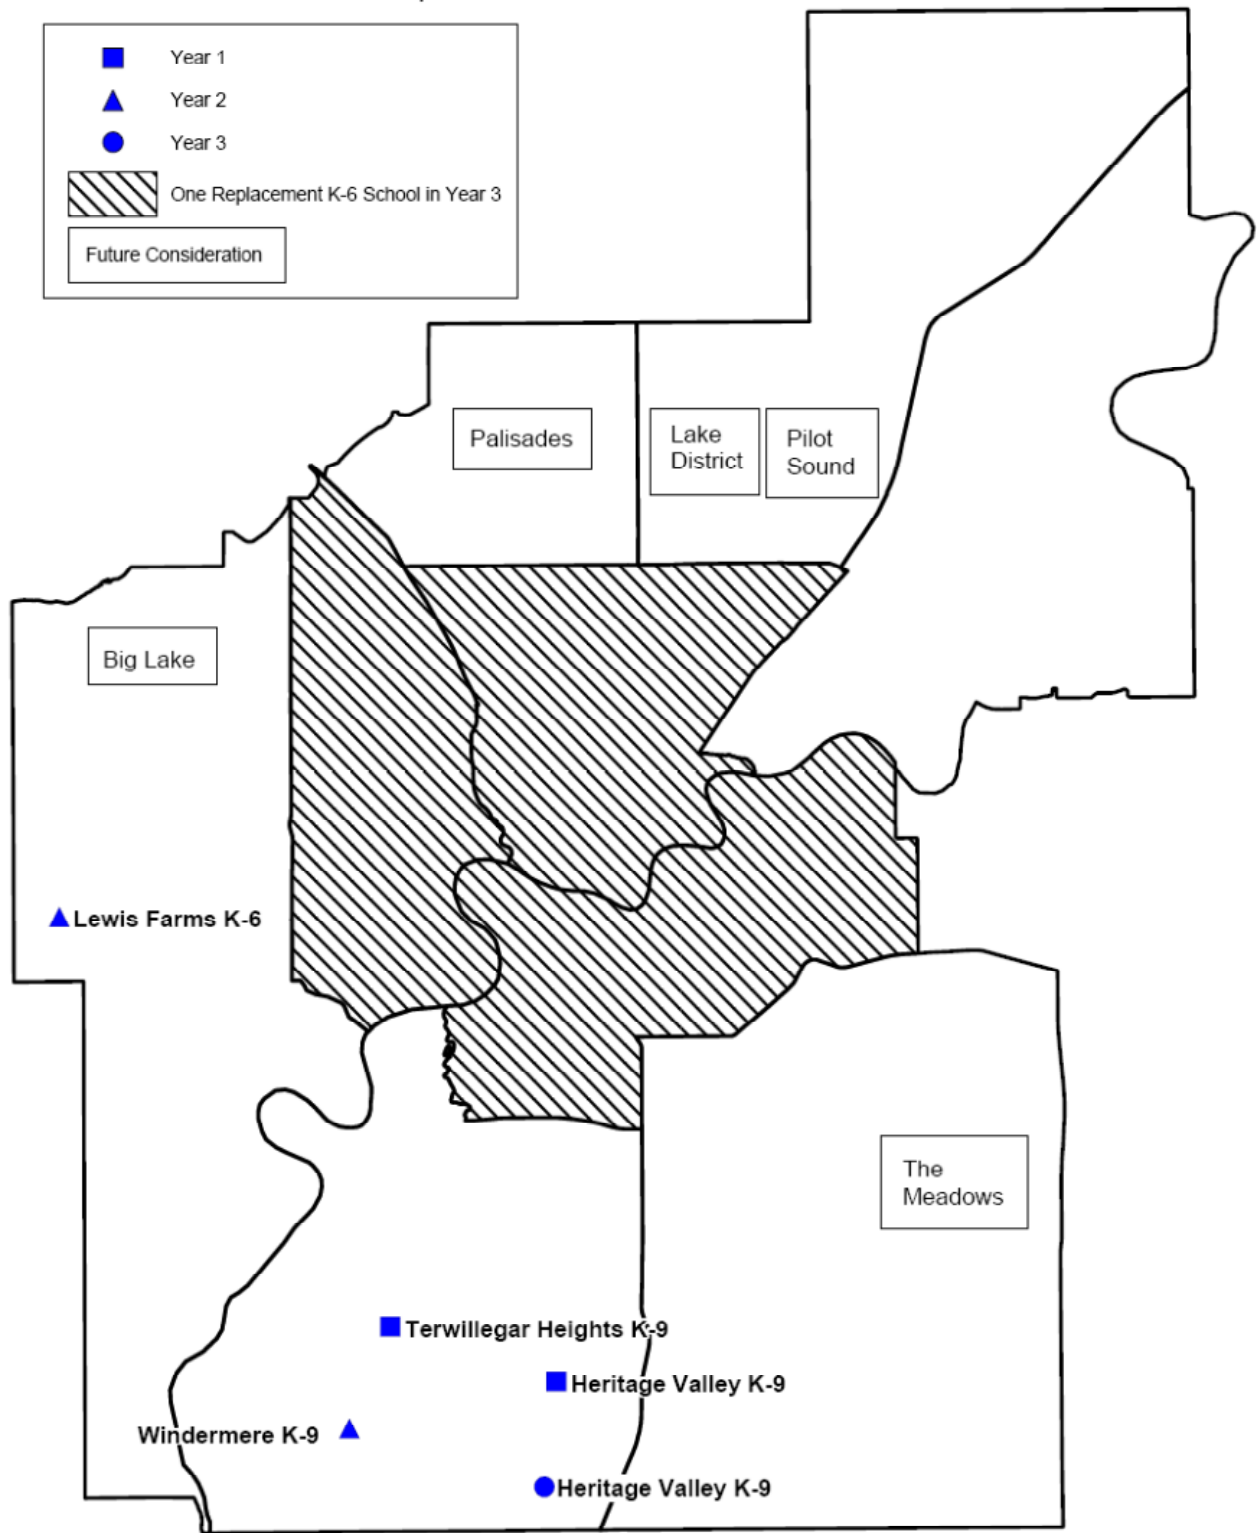 Year 1
Year 2
Year 3
One Replacement K-6 School in Year 3
Future Consideration
Palisades
Lake
District
Pilot
Sound
Big Lake
Lewis Farms K-6
The
Meadows
Terwillegar Heights K-9
Heritage Valley K-9
Windermere K-9
Heritage Valley K-9